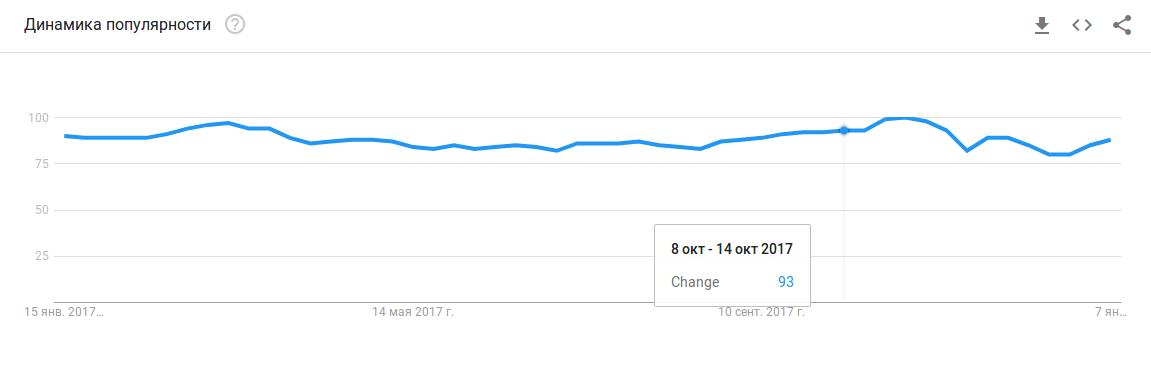 Динамика популярности ?
100
75
50
25
8 окт - 14 окт 2017
Change 93
15 янв. 2017... 14 мая 2017 г. 10 сент. 2017 г. 7 ян...